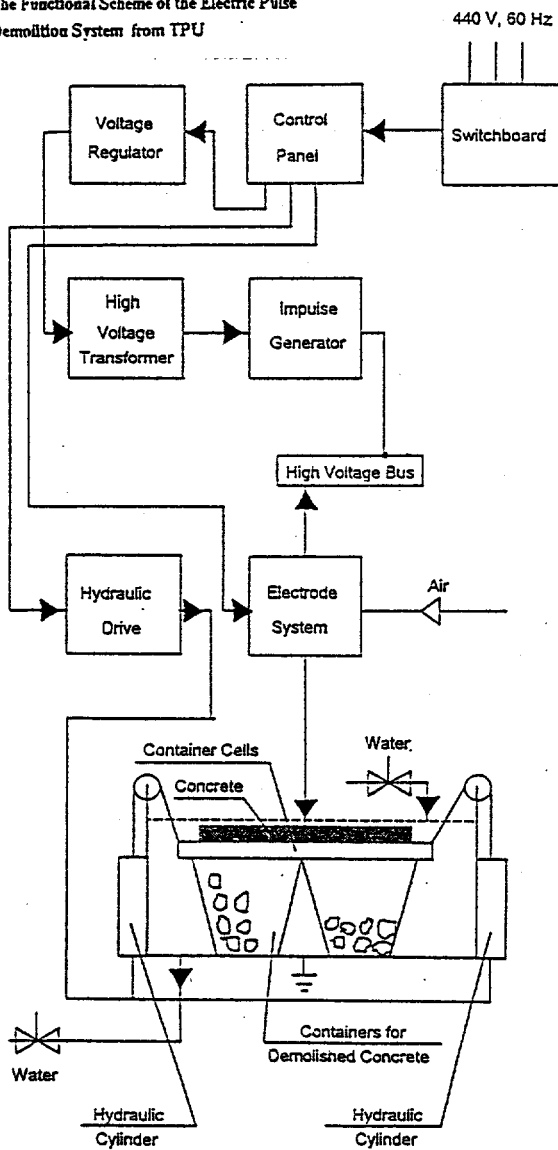 The Functional Scheme of the Electric Pulse
Demolition System from TPU
440 V, 60 Hz
Voltage
Regulator
Control
Panel
Switchboard
High
Voltage
Transformer
Impulse
Generator
High Voltage Bus
Hydraulic
Drive
Electrode
System
Air
Container Cells
Concrete
Water
Water
Containers for
Demolished Concrete
Hydraulic
Cylinder
Hydraulic
Cylinder